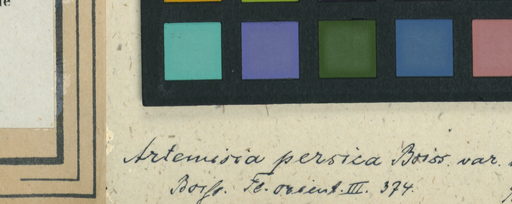 Artemisia persica Boiss. var.
Boiss. Fl. orient. III. 374.